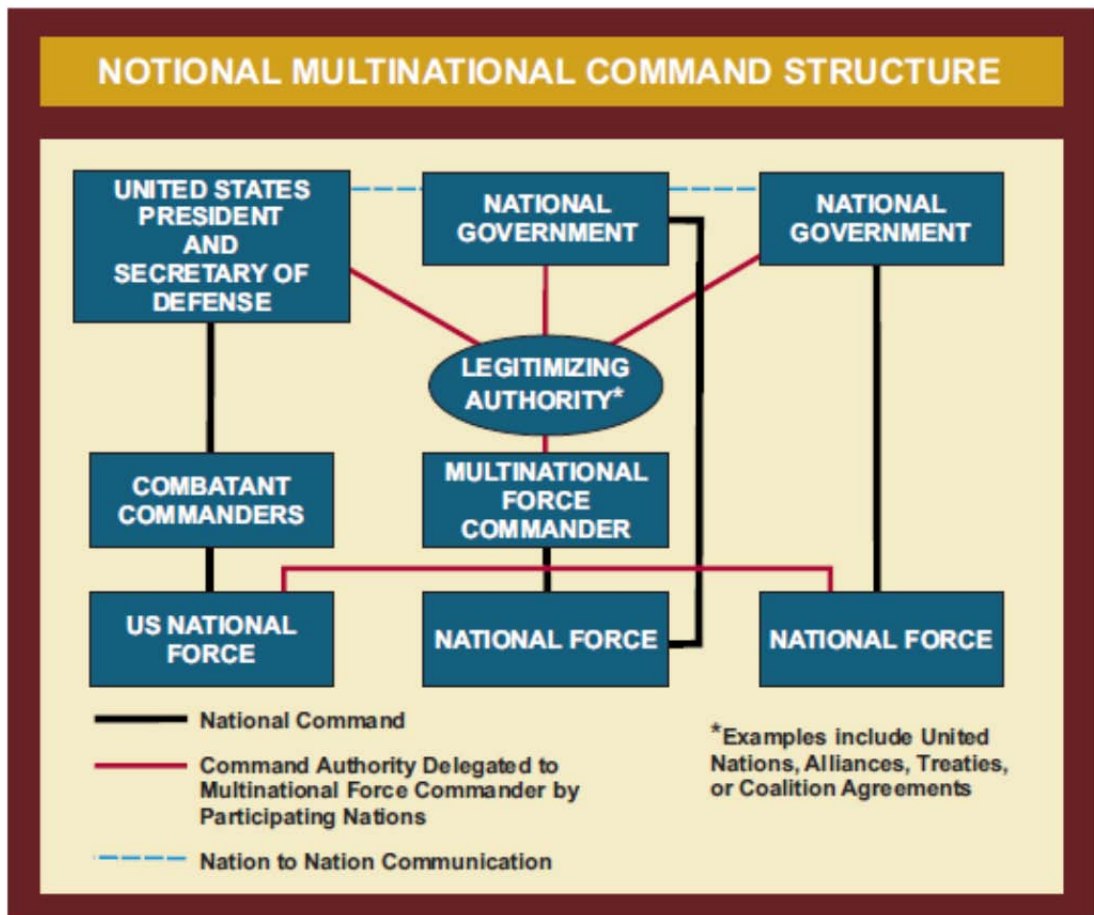 NOTIONAL MULTINATIONAL COMMAND STRUCTURE
UNITED STATES
PRESIDENT
AND
SECRETARY OF
DEFENSE
NATIONAL
GOVERNMENT
NATIONAL
GOVERNMENT
LEGITIMIZING
AUTHORITY*
COMBATANT
COMMANDERS
MULTINATIONAL
FORCE
COMMANDER
US NATIONAL
FORCE
NATIONAL FORCE
NATIONAL FORCE
National Command
Command Authority Delegated to
Multinational Force Commander by
Participating Nations
Nation to Nation Communication
*Examples include United
Nations, Alliances, Treaties,
or Coalition Agreements